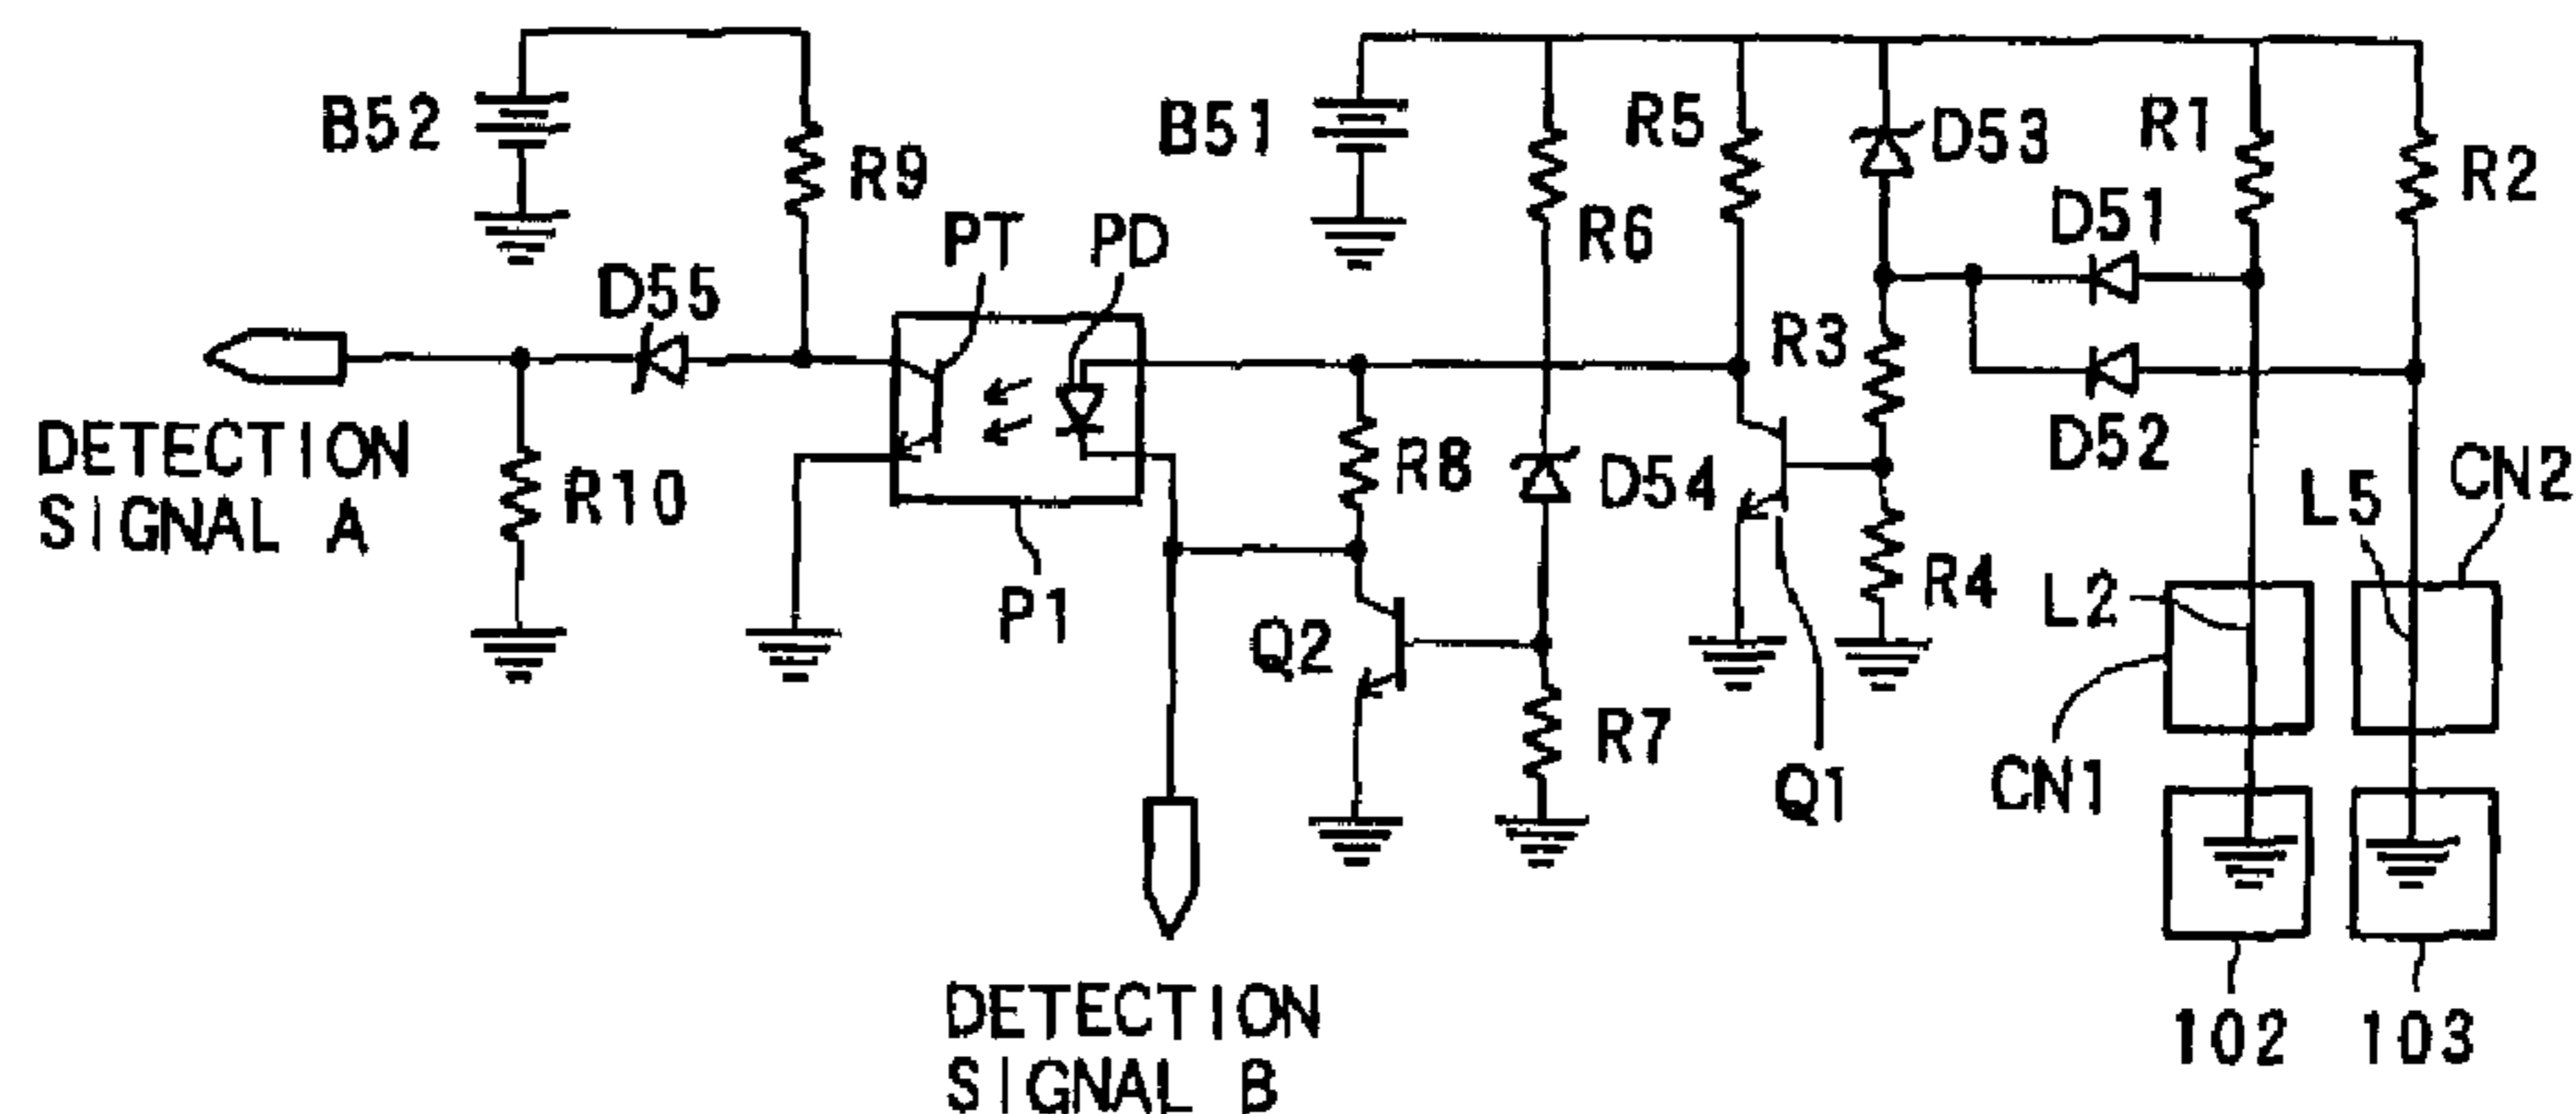 B52
R9
PT
PD
D55
DETECTION
SIGNAL A
R10
P1
B51
R6
R5
D53
R1
R2
D51
D52
R3
R8
D54
Q2
R7
Q1
R4
L2
L5
CN2
CN1
102
103
DETECTION
SIGNAL B